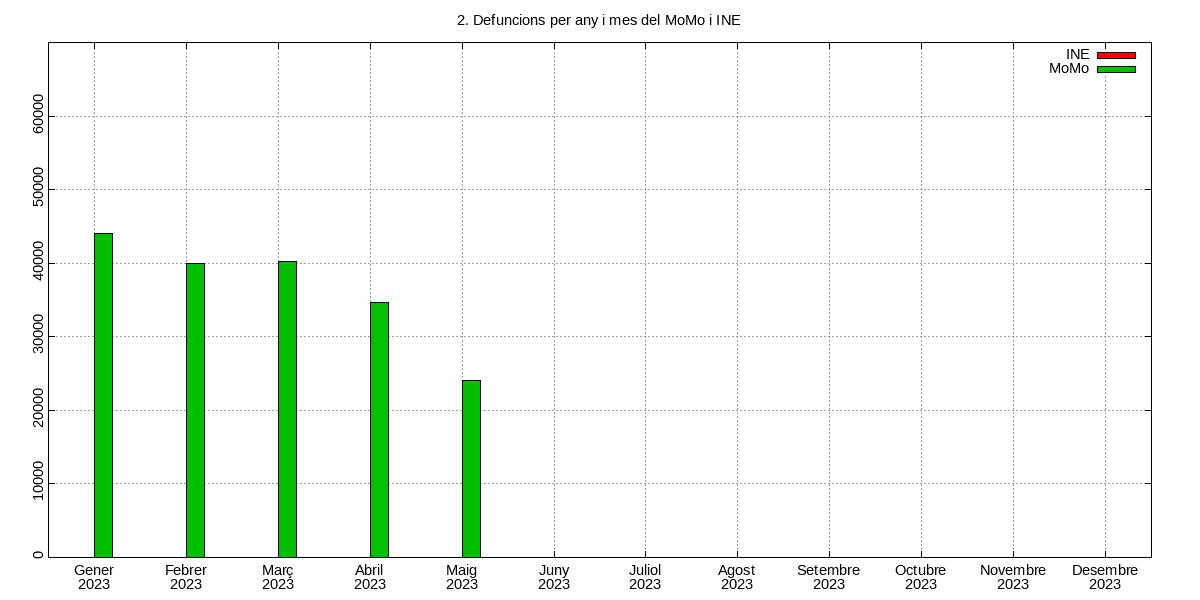 2. Defuncions per any i mes del MoMo i INE
INE
MoMo
60000
50000
40000
30000
20000
10000
0
Gener Febrer Març Abril Maig Juny Juliol Agost Setembre Octubre Novembre Desembre
2023 2023 2023 2023 2023 2023 2023 2023 2023 2023 2023 2023